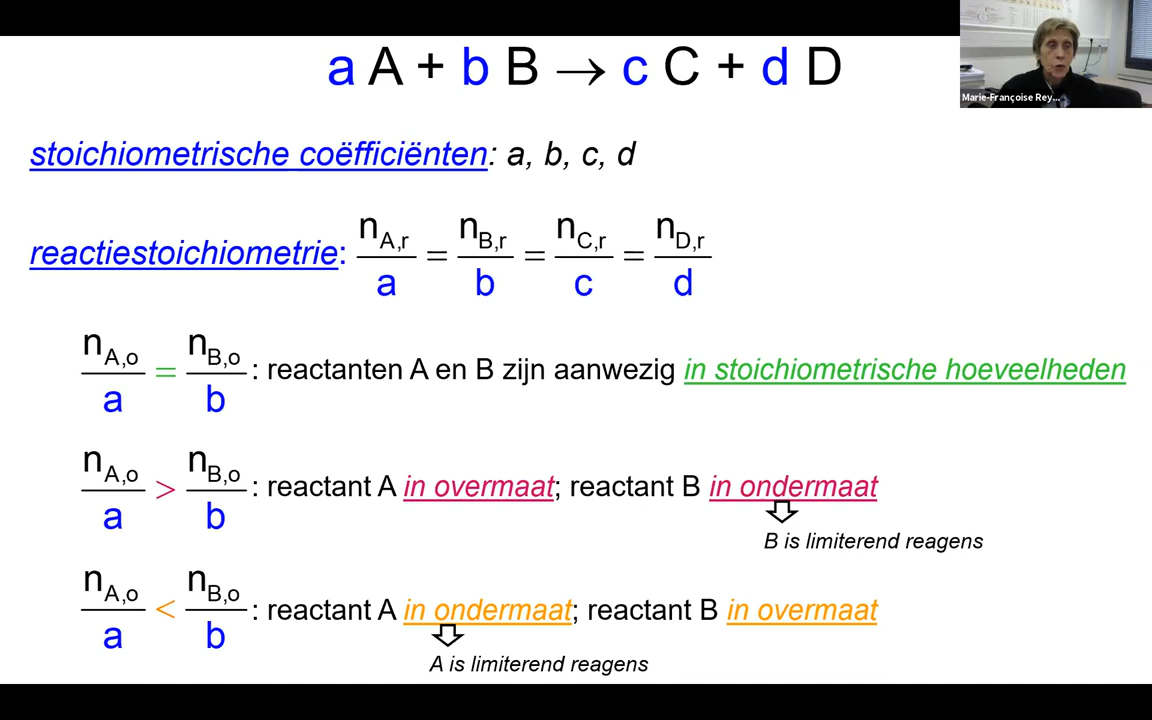 a A + b B → c C + d D
Marie-Françoise Rey...
stoichiometrische coëfficiënten: a, b, c, d
reactiestoichiometrie: n_A,r/a = n_B,r/b = n_C,r/c = n_D,r/d
n_A,o/a = n_B,o/b : reactanten A en B zijn aanwezig in stoichiometrische hoeveelheden
n_A,o/a > n_B,o/b : reactant A in overmaat; reactant B in ondermaat
B is limiterend reagens
n_A,o/a < n_B,o/b : reactant A in ondermaat; reactant B in overmaat
A is limiterend reagens